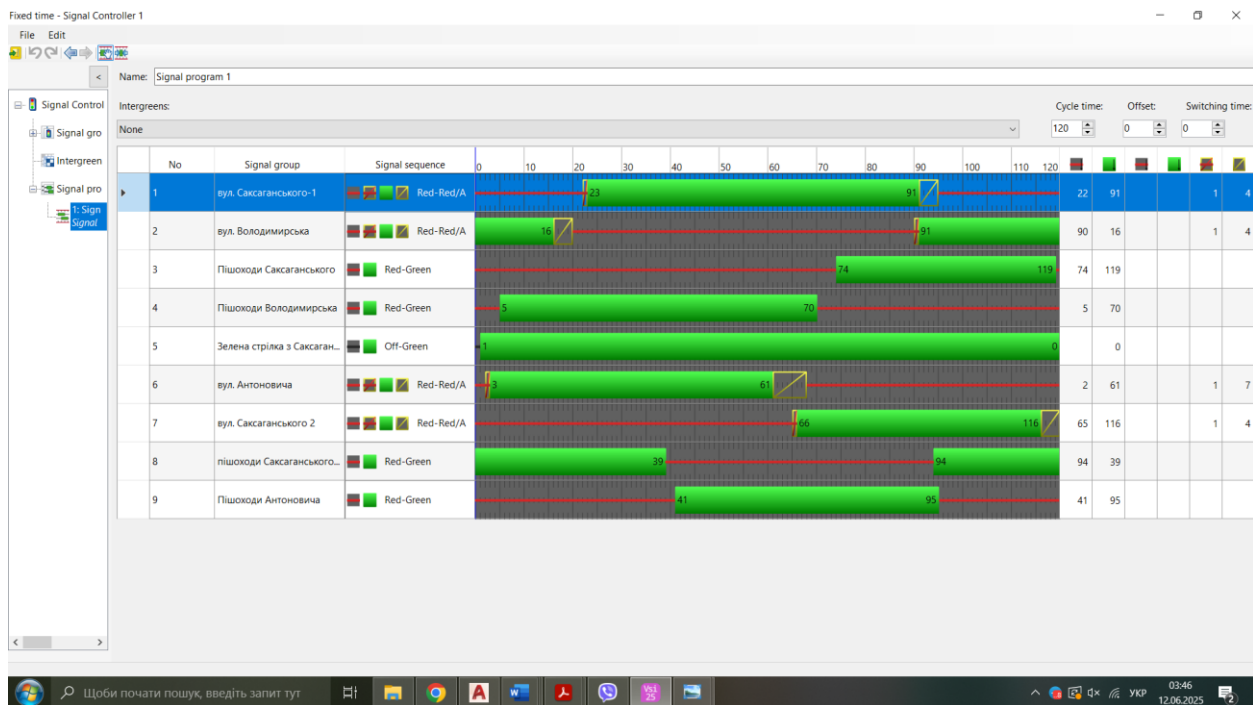 Fixed time - Signal Controller 1
File Edit
< Name: Signal program 1
Signal Control
Intergreens:
Cycle time: Offset: Switching time:
Signal gro
None
120 0 0
Intergreen
No Signal group Signal sequence 0 10 20 30 40 50 60 70 80 90 100 110 120
Signal pro
1: Sign
Signal
1 вул. Саксаганського-1 Red-Red/A 23 91 22 91 1 4
2 вул. Володимирська Red-Red/A 16 91 90 16 1 4
3 Пішоходи Саксаганського Red-Green 74 119 74 119
4 Пішоходи Володимирська Red-Green 5 70 5 70
5 Зелена стрілка з Саксаган... Off-Green 1 0 0
6 вул. Антоновича Red-Red/A 3 61 2 61 1 7
7 вул. Саксаганського 2 Red-Red/A 66 116 65 116 1 4
8 пішоходи Саксаганського... Red-Green 39 94 94 39
9 Пішоходи Антоновича Red-Green 41 95 41 95
< >
Щоби почати пошук, введіть запит тут
A W Vsi 25
УКР
03:46
12.06.2025
2